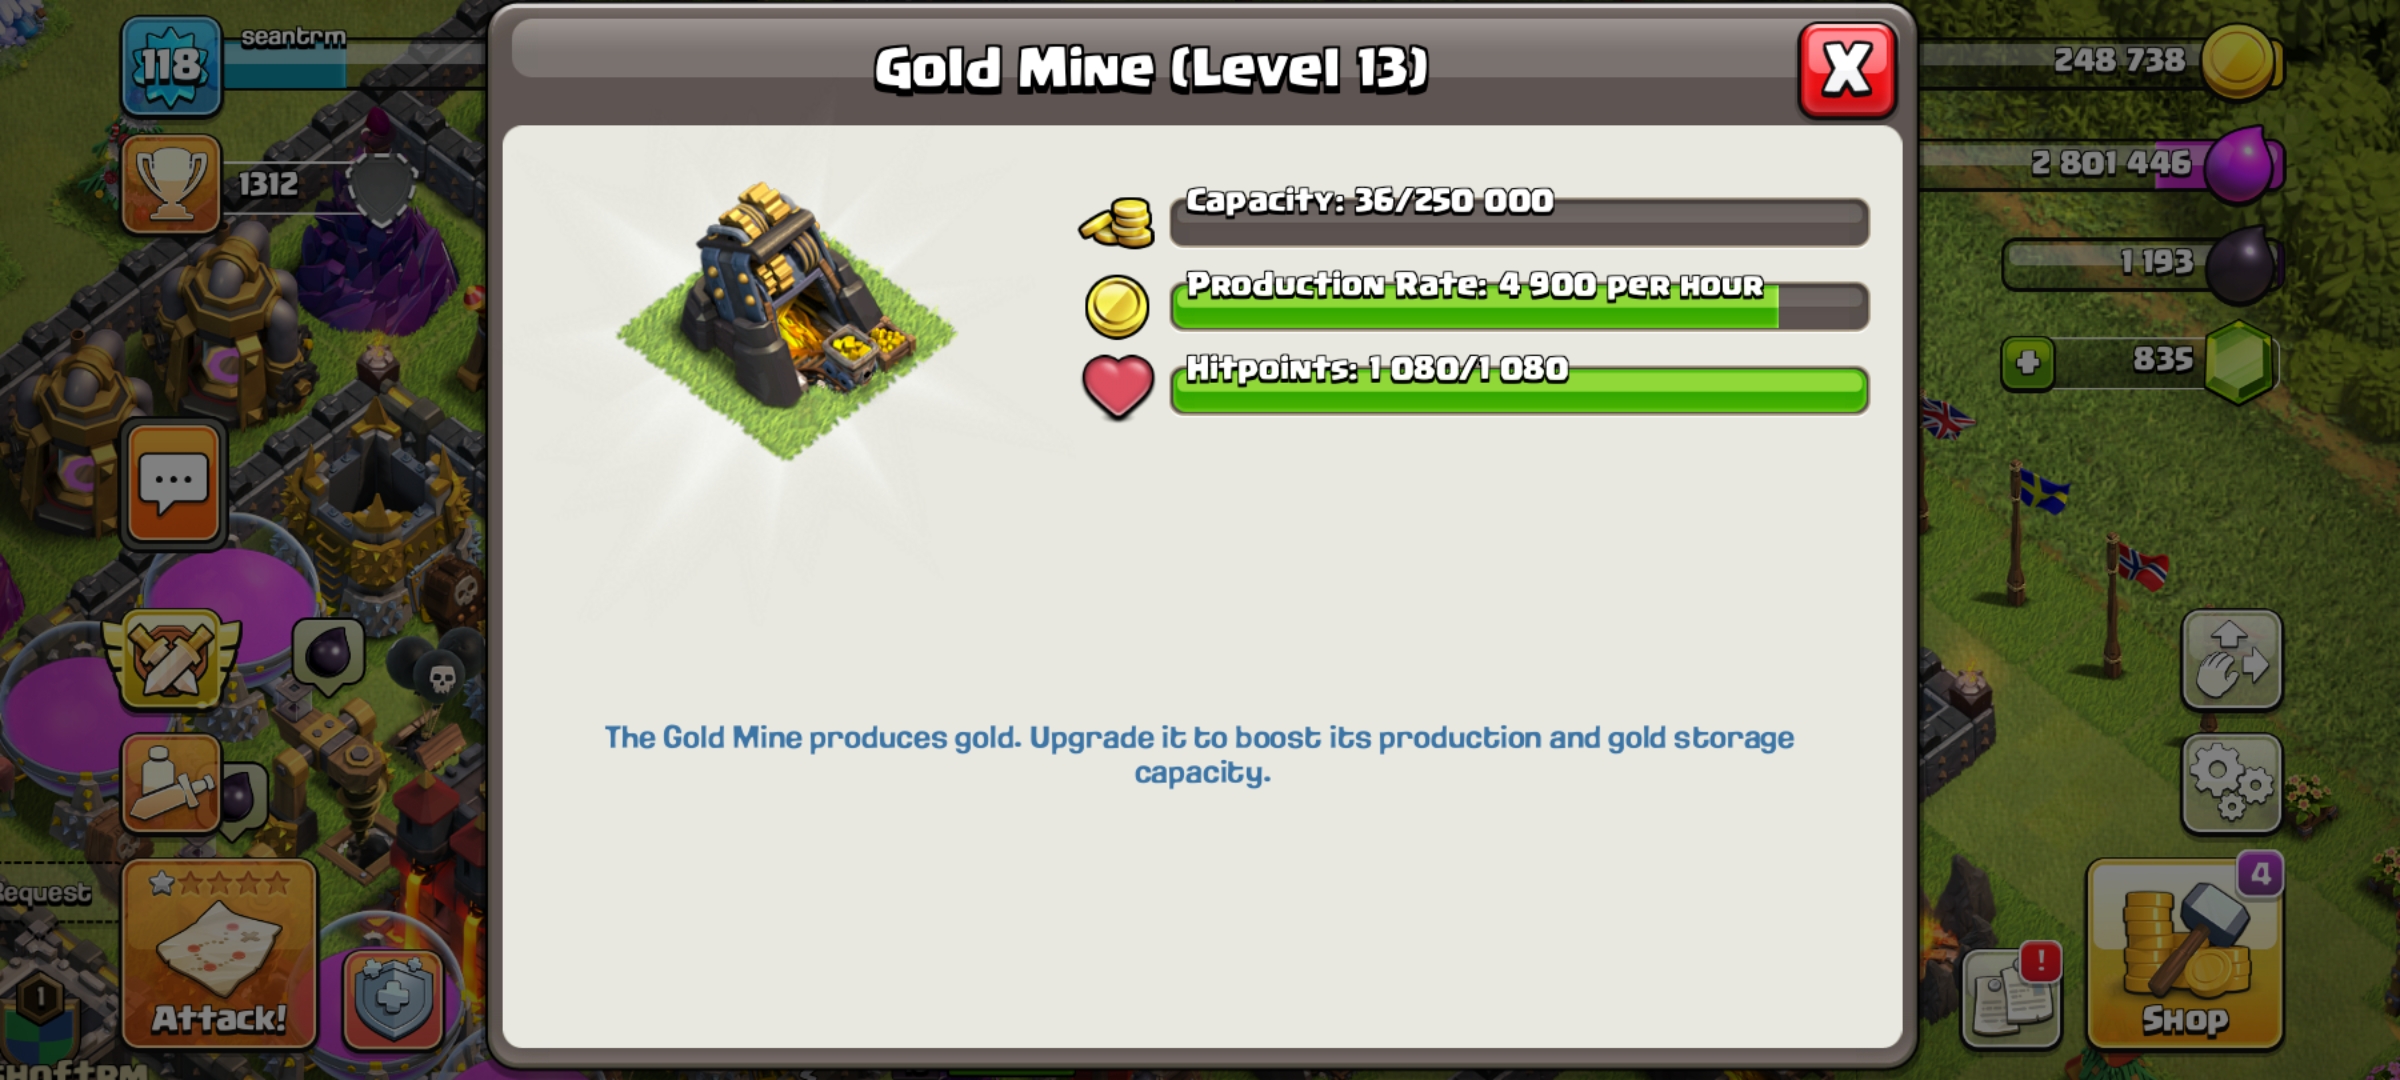 118
seantrm
Gold Mine (Level 13)
X
248 738
1312
2 801 446
Capacity: 36/250 000
1 193
Production Rate: 4 900 per hour
835
Hitpoints: 1 080/1 080
The Gold Mine produces gold. Upgrade it to boost its production and gold storage
capacity.
Request
4
!
1
Attack!
Shop